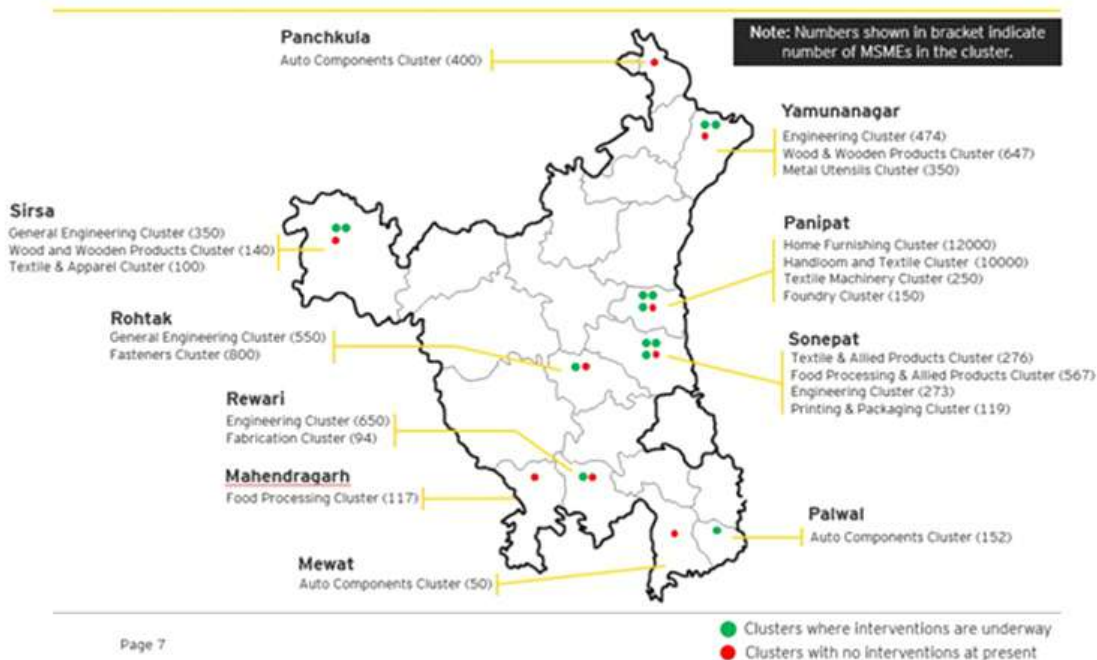 Note: Numbers shown in bracket indicate
number of MSMEs in the cluster.
Panchkula
Auto Components Cluster (400)
Yamunanagar
Engineering Cluster (474)
Wood & Wooden Products Cluster (647)
Metal Utensils Cluster (350)
Sirsa
General Engineering Cluster (350)
Wood and Wooden Products Cluster (140)
Textile & Apparel Cluster (100)
Panipat
Home Furnishing Cluster (12000)
Handloom and Textile Cluster (10000)
Textile Machinery Cluster (250)
Foundry Cluster (150)
Rohtak
General Engineering Cluster (550)
Fasteners Cluster (800)
Sonepat
Textile & Allied Products Cluster (276)
Food Processing & Allied Products Cluster (567)
Engineering Cluster (273)
Printing & Packaging Cluster (119)
Rewari
Engineering Cluster (650)
Fabrication Cluster (94)
Mahendragarh
Food Processing Cluster (117)
Palwal
Auto Components Cluster (152)
Mewat
Auto Components Cluster (50)
Page 7
Clusters where interventions are underway
Clusters with no interventions at present